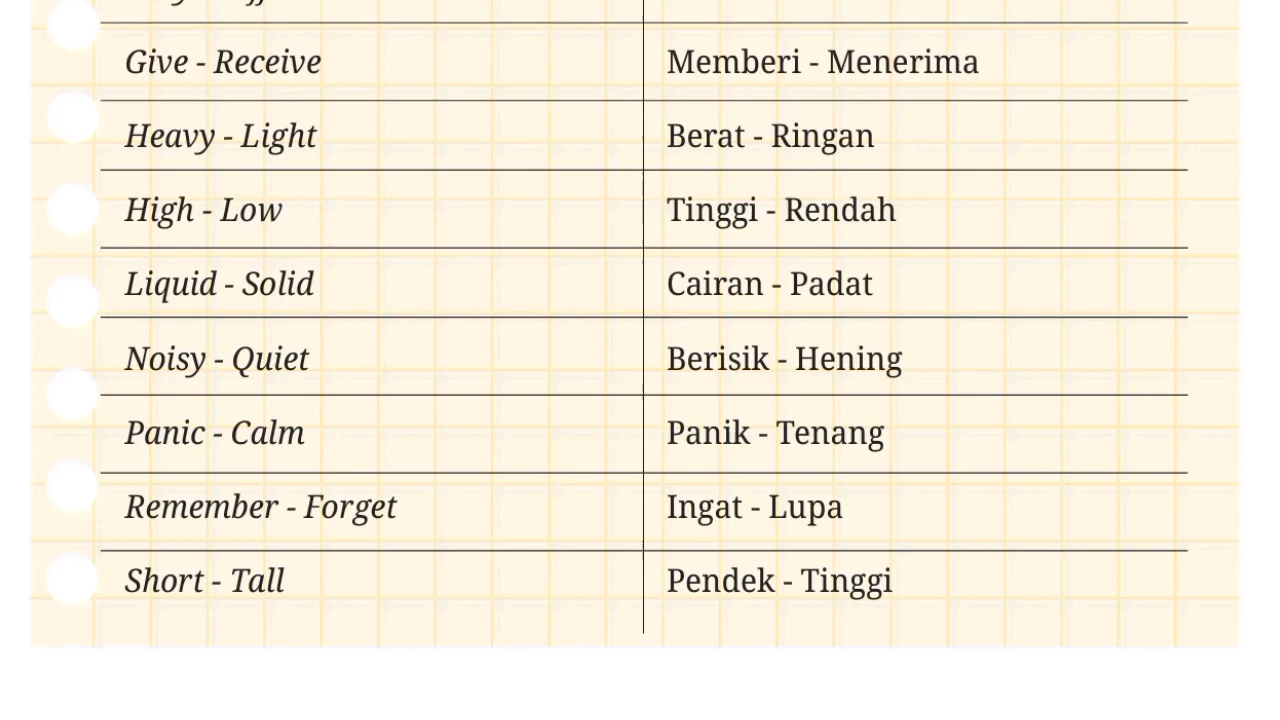 Give - Receive Memberi - Menerima
Heavy - Light Berat - Ringan
High - Low Tinggi - Rendah
Liquid - Solid Cairan - Padat
Noisy - Quiet Berisik - Hening
Panic - Calm Panik - Tenang
Remember - Forget Ingat - Lupa
Short - Tall Pendek - Tinggi